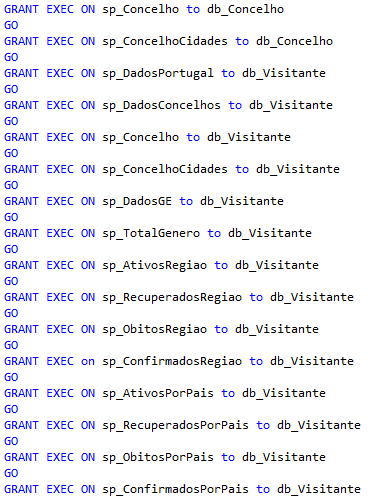 GRANT EXEC ON sp_Concelho to db_Concelho
GO
GRANT EXEC ON sp_ConcelhoCidades to db_Concelho
GO
GRANT EXEC ON sp_DadosPortugal to db_Visitante
GO
GRANT EXEC ON sp_DadosConcelhos to db_Visitante
GO
GRANT EXEC ON sp_Concelho to db_Visitante
GO
GRANT EXEC ON sp_ConcelhoCidades to db_Visitante
GO
GRANT EXEC ON sp_DadosGE to db_Visitante
GO
GRANT EXEC ON sp_TotalGenero to db_Visitante
GO
GRANT EXEC ON sp_AtivosRegiao to db_Visitante
GO
GRANT EXEC ON sp_RecuperadosRegiao to db_Visitante
GO
GRANT EXEC ON sp_ObitosRegiao to db_Visitante
GO
GRANT EXEC on sp_ConfirmadosRegiao to db_Visitante
GO
GRANT EXEC ON sp_AtivosPorPais to db_Visitante
GO
GRANT EXEC ON sp_RecuperadosPorPais to db_Visitante
GO
GRANT EXEC ON sp_ObitosPorPais to db_Visitante
GO
GRANT EXEC ON sp_ConfirmadosPorPais to db_Visitante